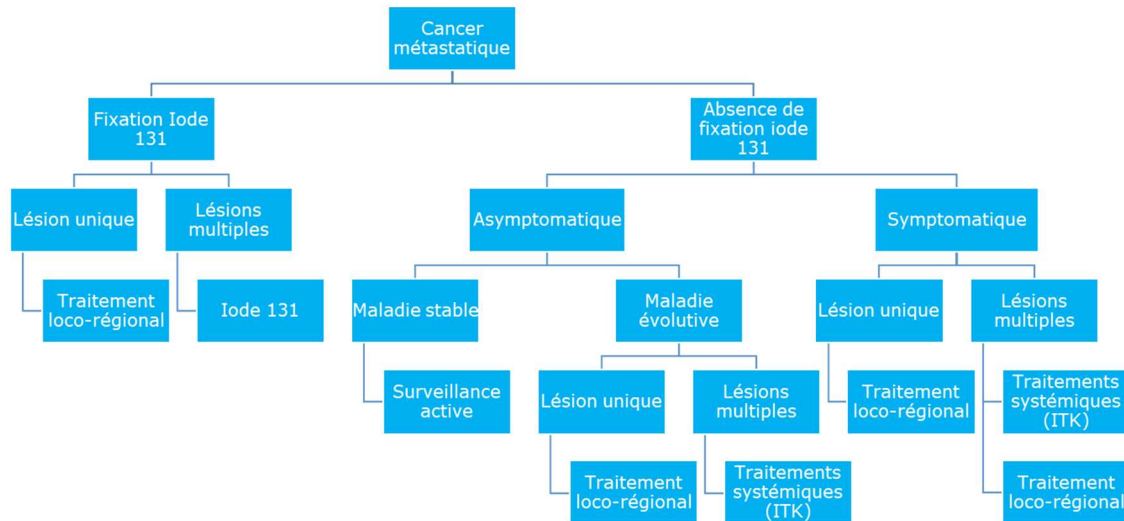 Cancer
métastatique
Fixation Iode
131
Absence de
fixation iode
131
Lésion unique
Lésions
multiples
Asymptomatique
Symptomatique
Traitement
loco-régional
Iode 131
Maladie stable
Maladie
évolutive
Lésion unique
Lésions
multiples
Surveillance
active
Lésion unique
Lésions
multiples
Traitement
loco-régional
Traitements
systémiques
(ITK)
Traitement
loco-régional
Traitements
systémiques
(ITK)
Traitement
loco-régional